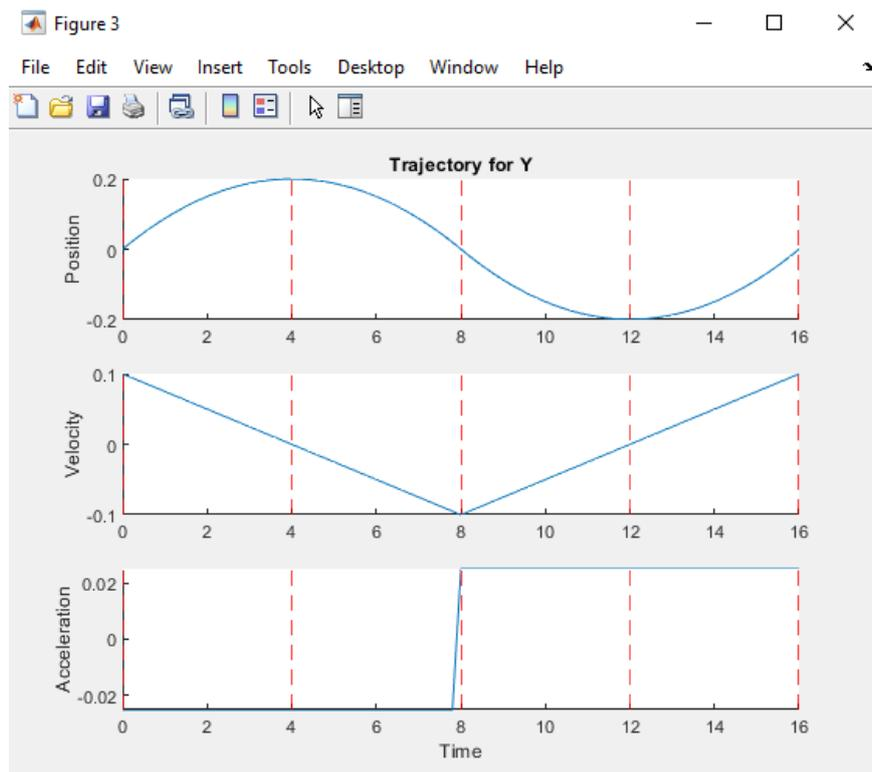 Figure 3
File Edit View Insert Tools Desktop Window Help
Trajectory for Y
Position
0.2
0
-0.2
0 2 4 6 8 10 12 14 16
Velocity
0.1
0
-0.1
0 2 4 6 8 10 12 14 16
Acceleration
0.02
0
-0.02
0 2 4 6 8 10 12 14 16
Time